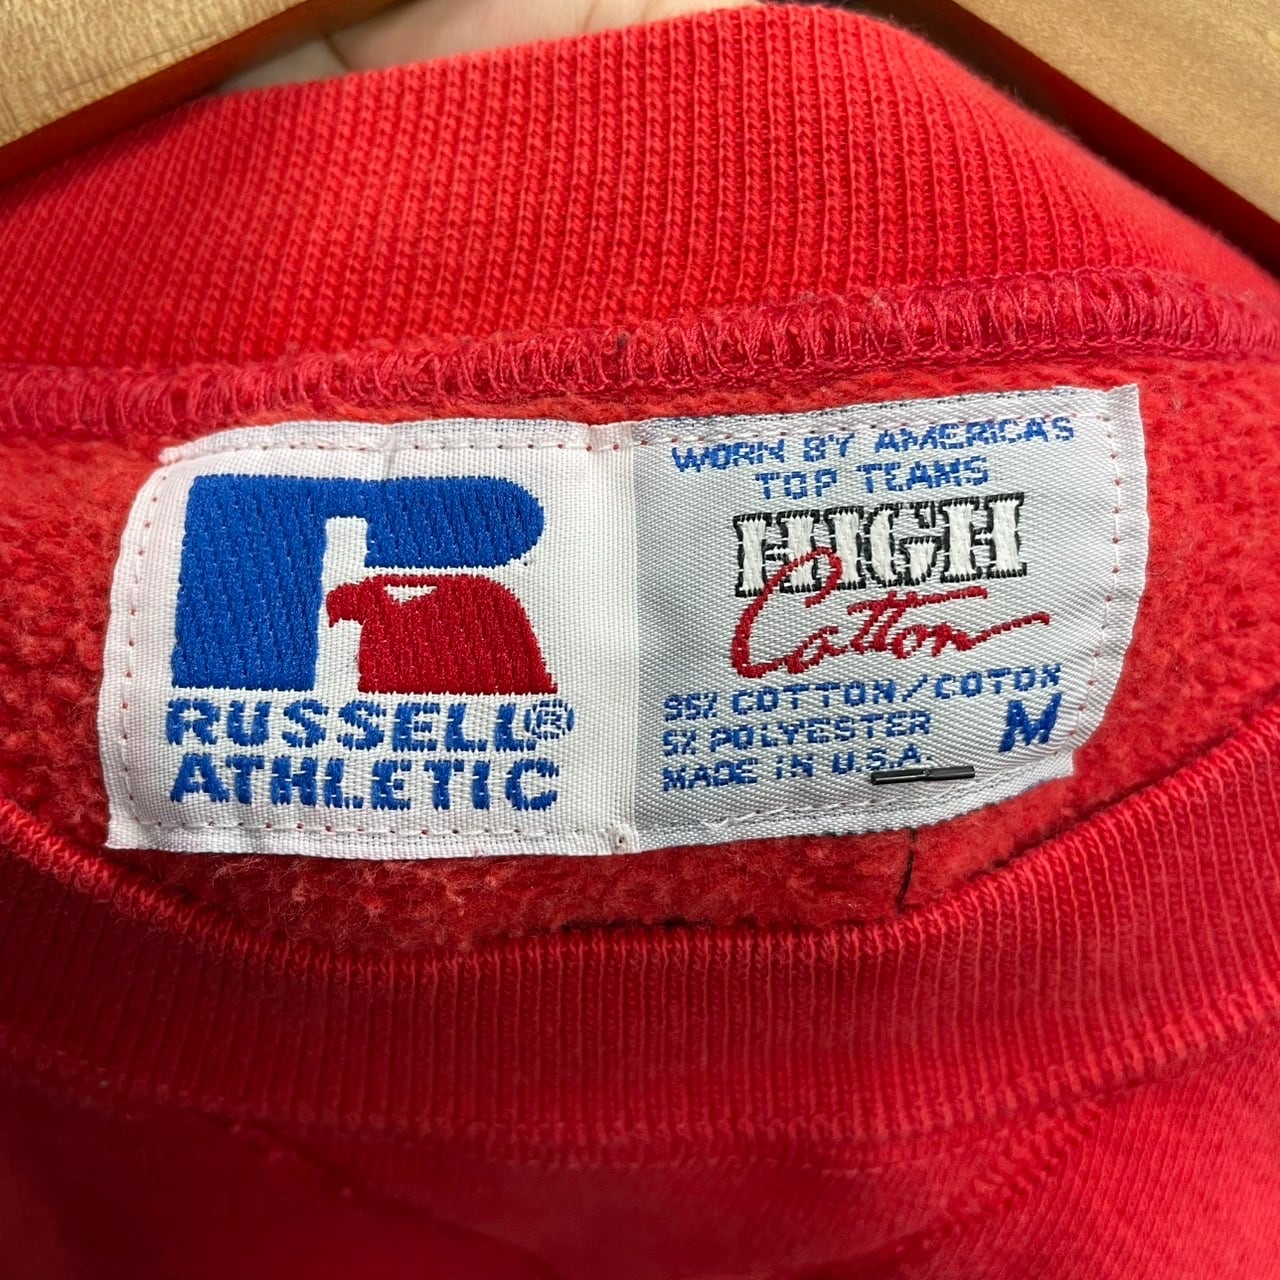 RUSSELL®
ATHLETIC
WORN BY AMERICA'S
TOP TEAMS
HIGH
Cotton
95% COTTON/COTON
5% POLYESTER
MADE IN U.S.A.
M